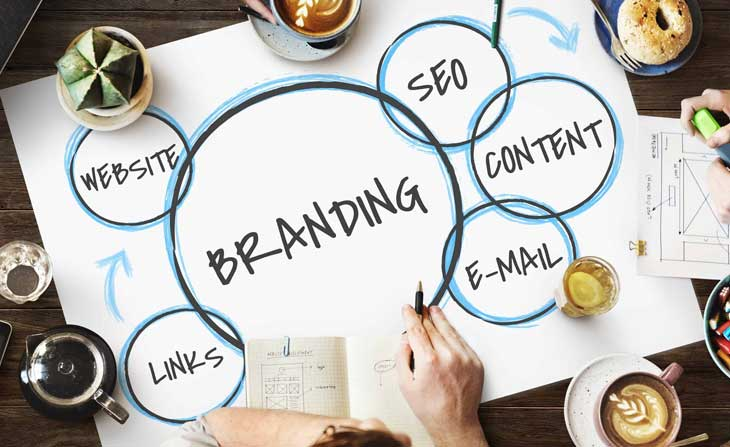 SEO
CONTENT
WEBSITE
BRANDING
E-MAIL
LINKS